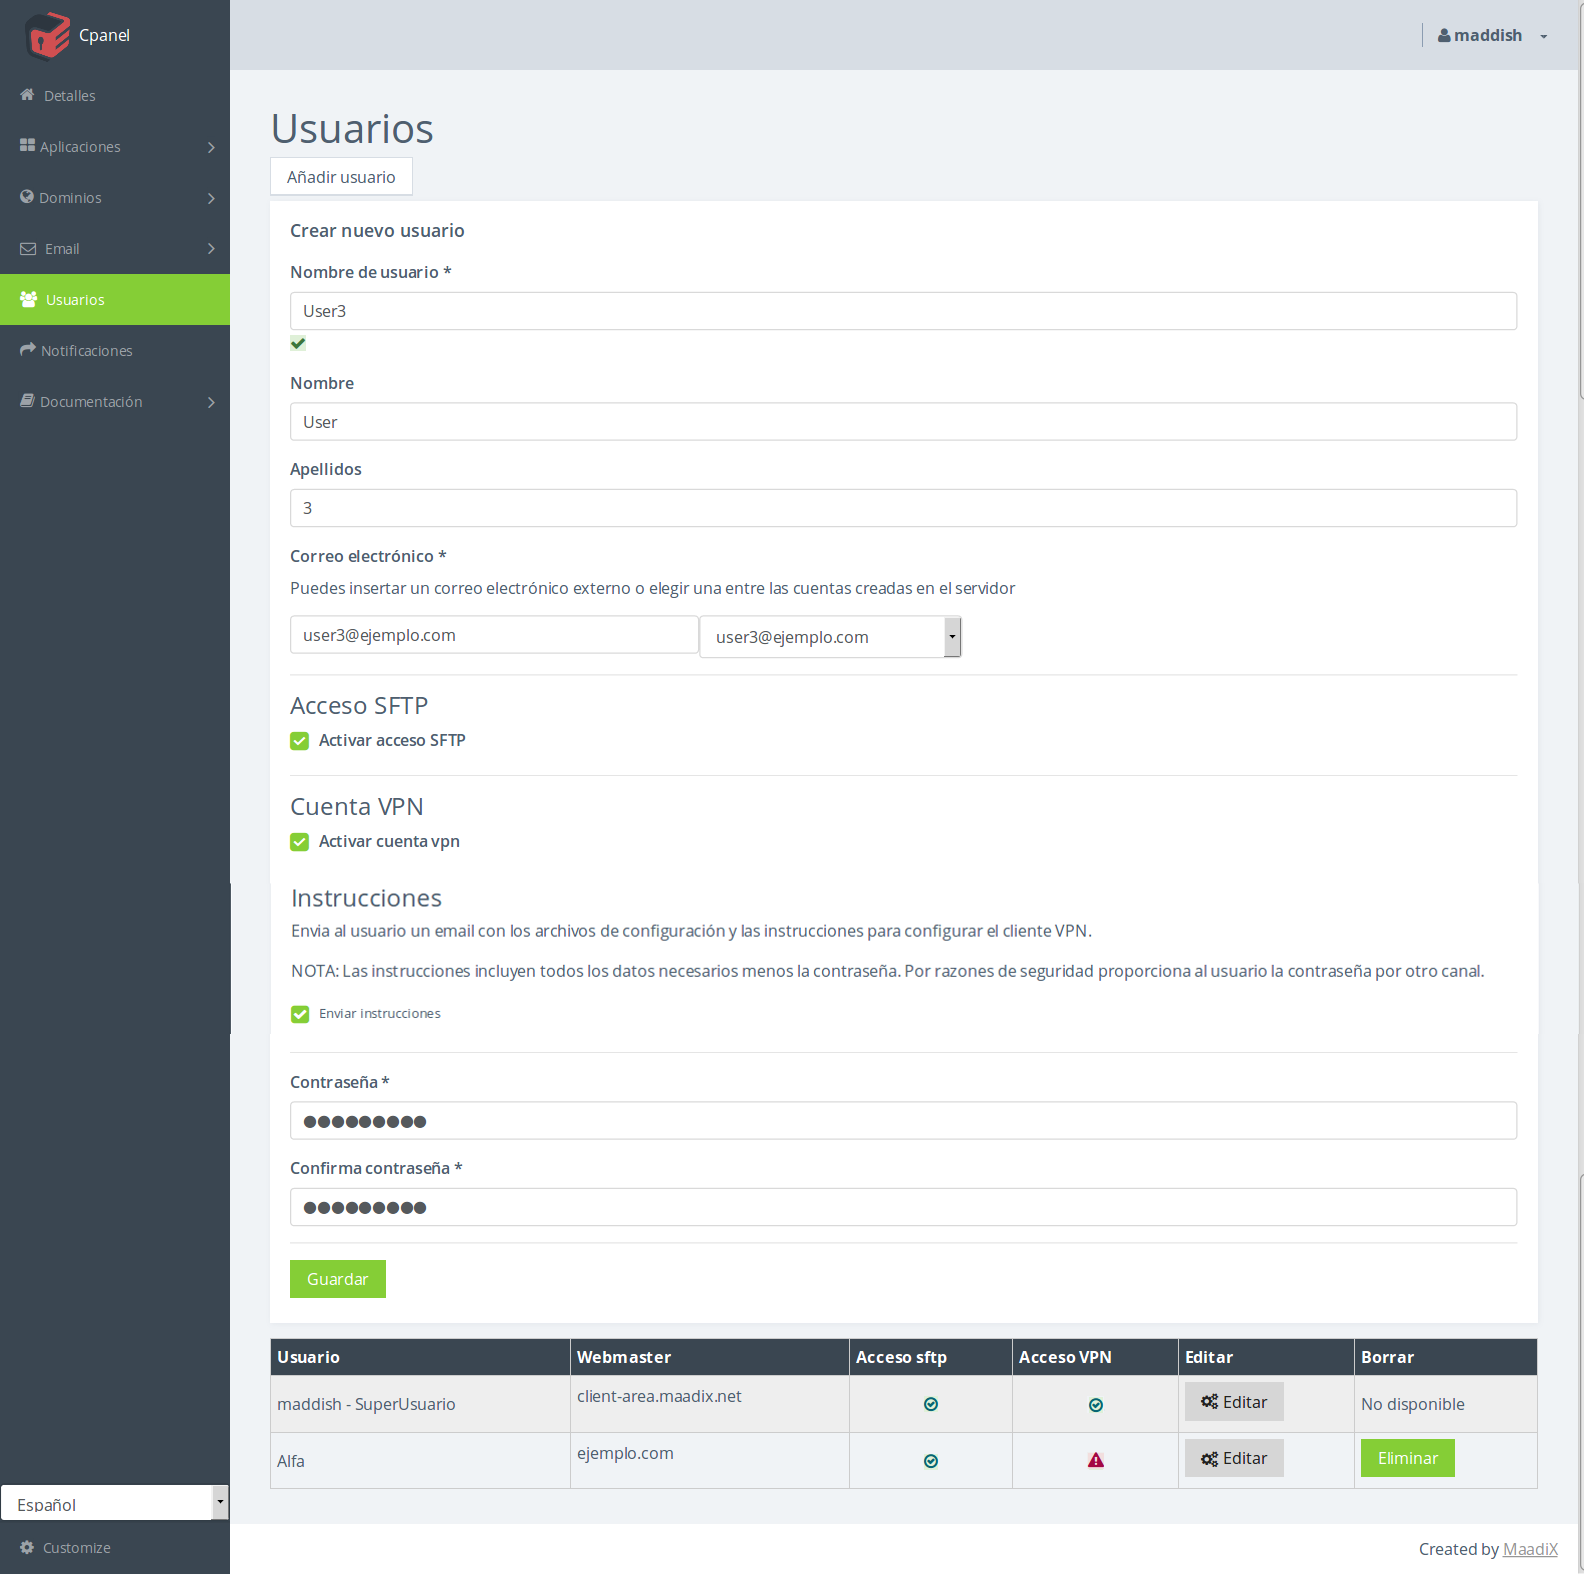 Cpanel
maddish
Detalles
Aplicaciones
Dominios
Email
Usuarios
Notificaciones
Documentación
Usuarios
Añadir usuario
Crear nuevo usuario
Nombre de usuario *
User3
Nombre
User
Apellidos
3
Correo electrónico *
Puedes insertar un correo electrónico externo o elegir una entre las cuentas creadas en el servidor
user3@ejemplo.com user3@ejemplo.com
Acceso SFTP
Activar acceso SFTP
Cuenta VPN
Activar cuenta vpn
Instrucciones
Envia al usuario un email con los archivos de configuración y las instrucciones para configurar el cliente VPN.
NOTA: Las instrucciones incluyen todos los datos necesarios menos la contraseña. Por razones de seguridad proporciona al usuario la contraseña por otro canal.
Enviar instrucciones
Contraseña *
●●●●●●●●●
Confirma contraseña *
●●●●●●●●●
Guardar
Usuario Webmaster Acceso sftp Acceso VPN Editar Borrar
maddish - SuperUsuario client-area.maadix.net Editar No disponible
Alfa ejemplo.com Editar Eliminar
Español
Customize
Created by MaadiX